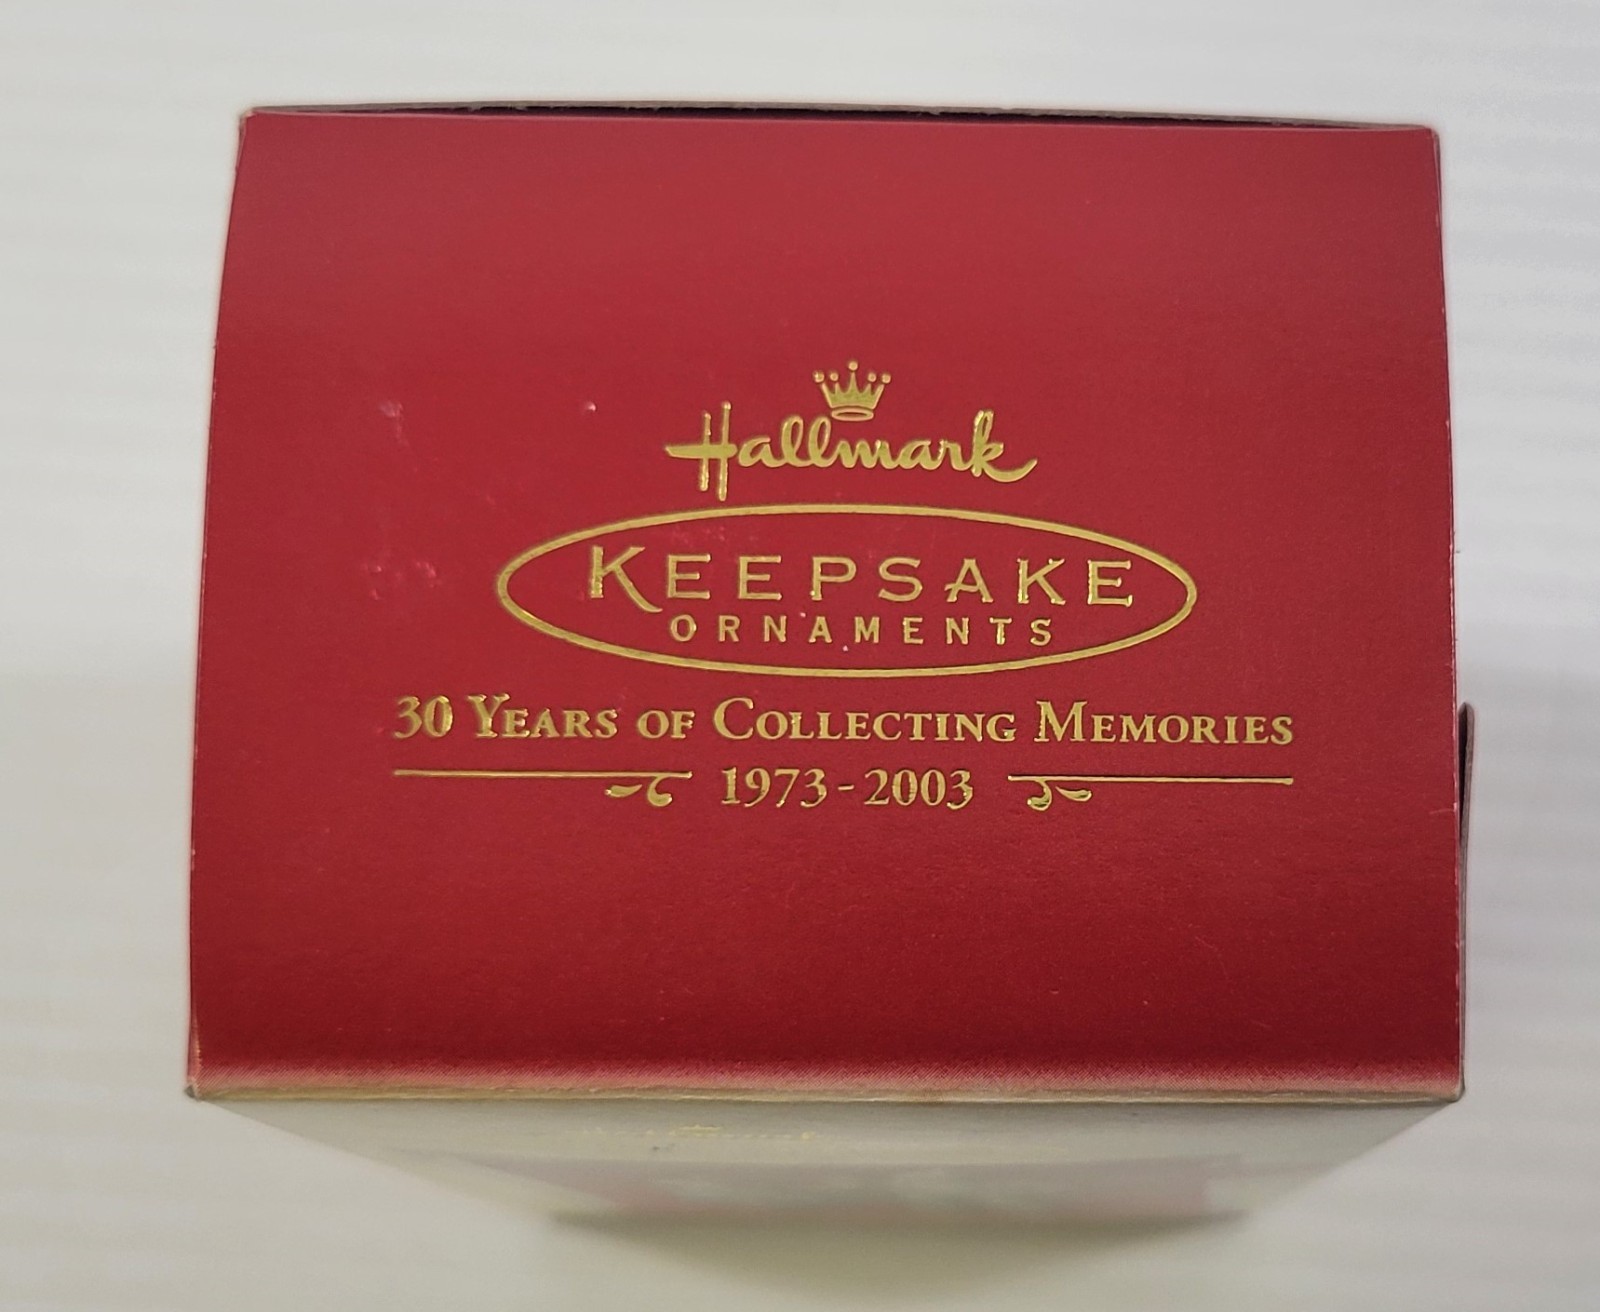 Hallmark
KEEPSAKE
ORNAMENTS
30 YEARS OF COLLECTING MEMORIES
1973-2003